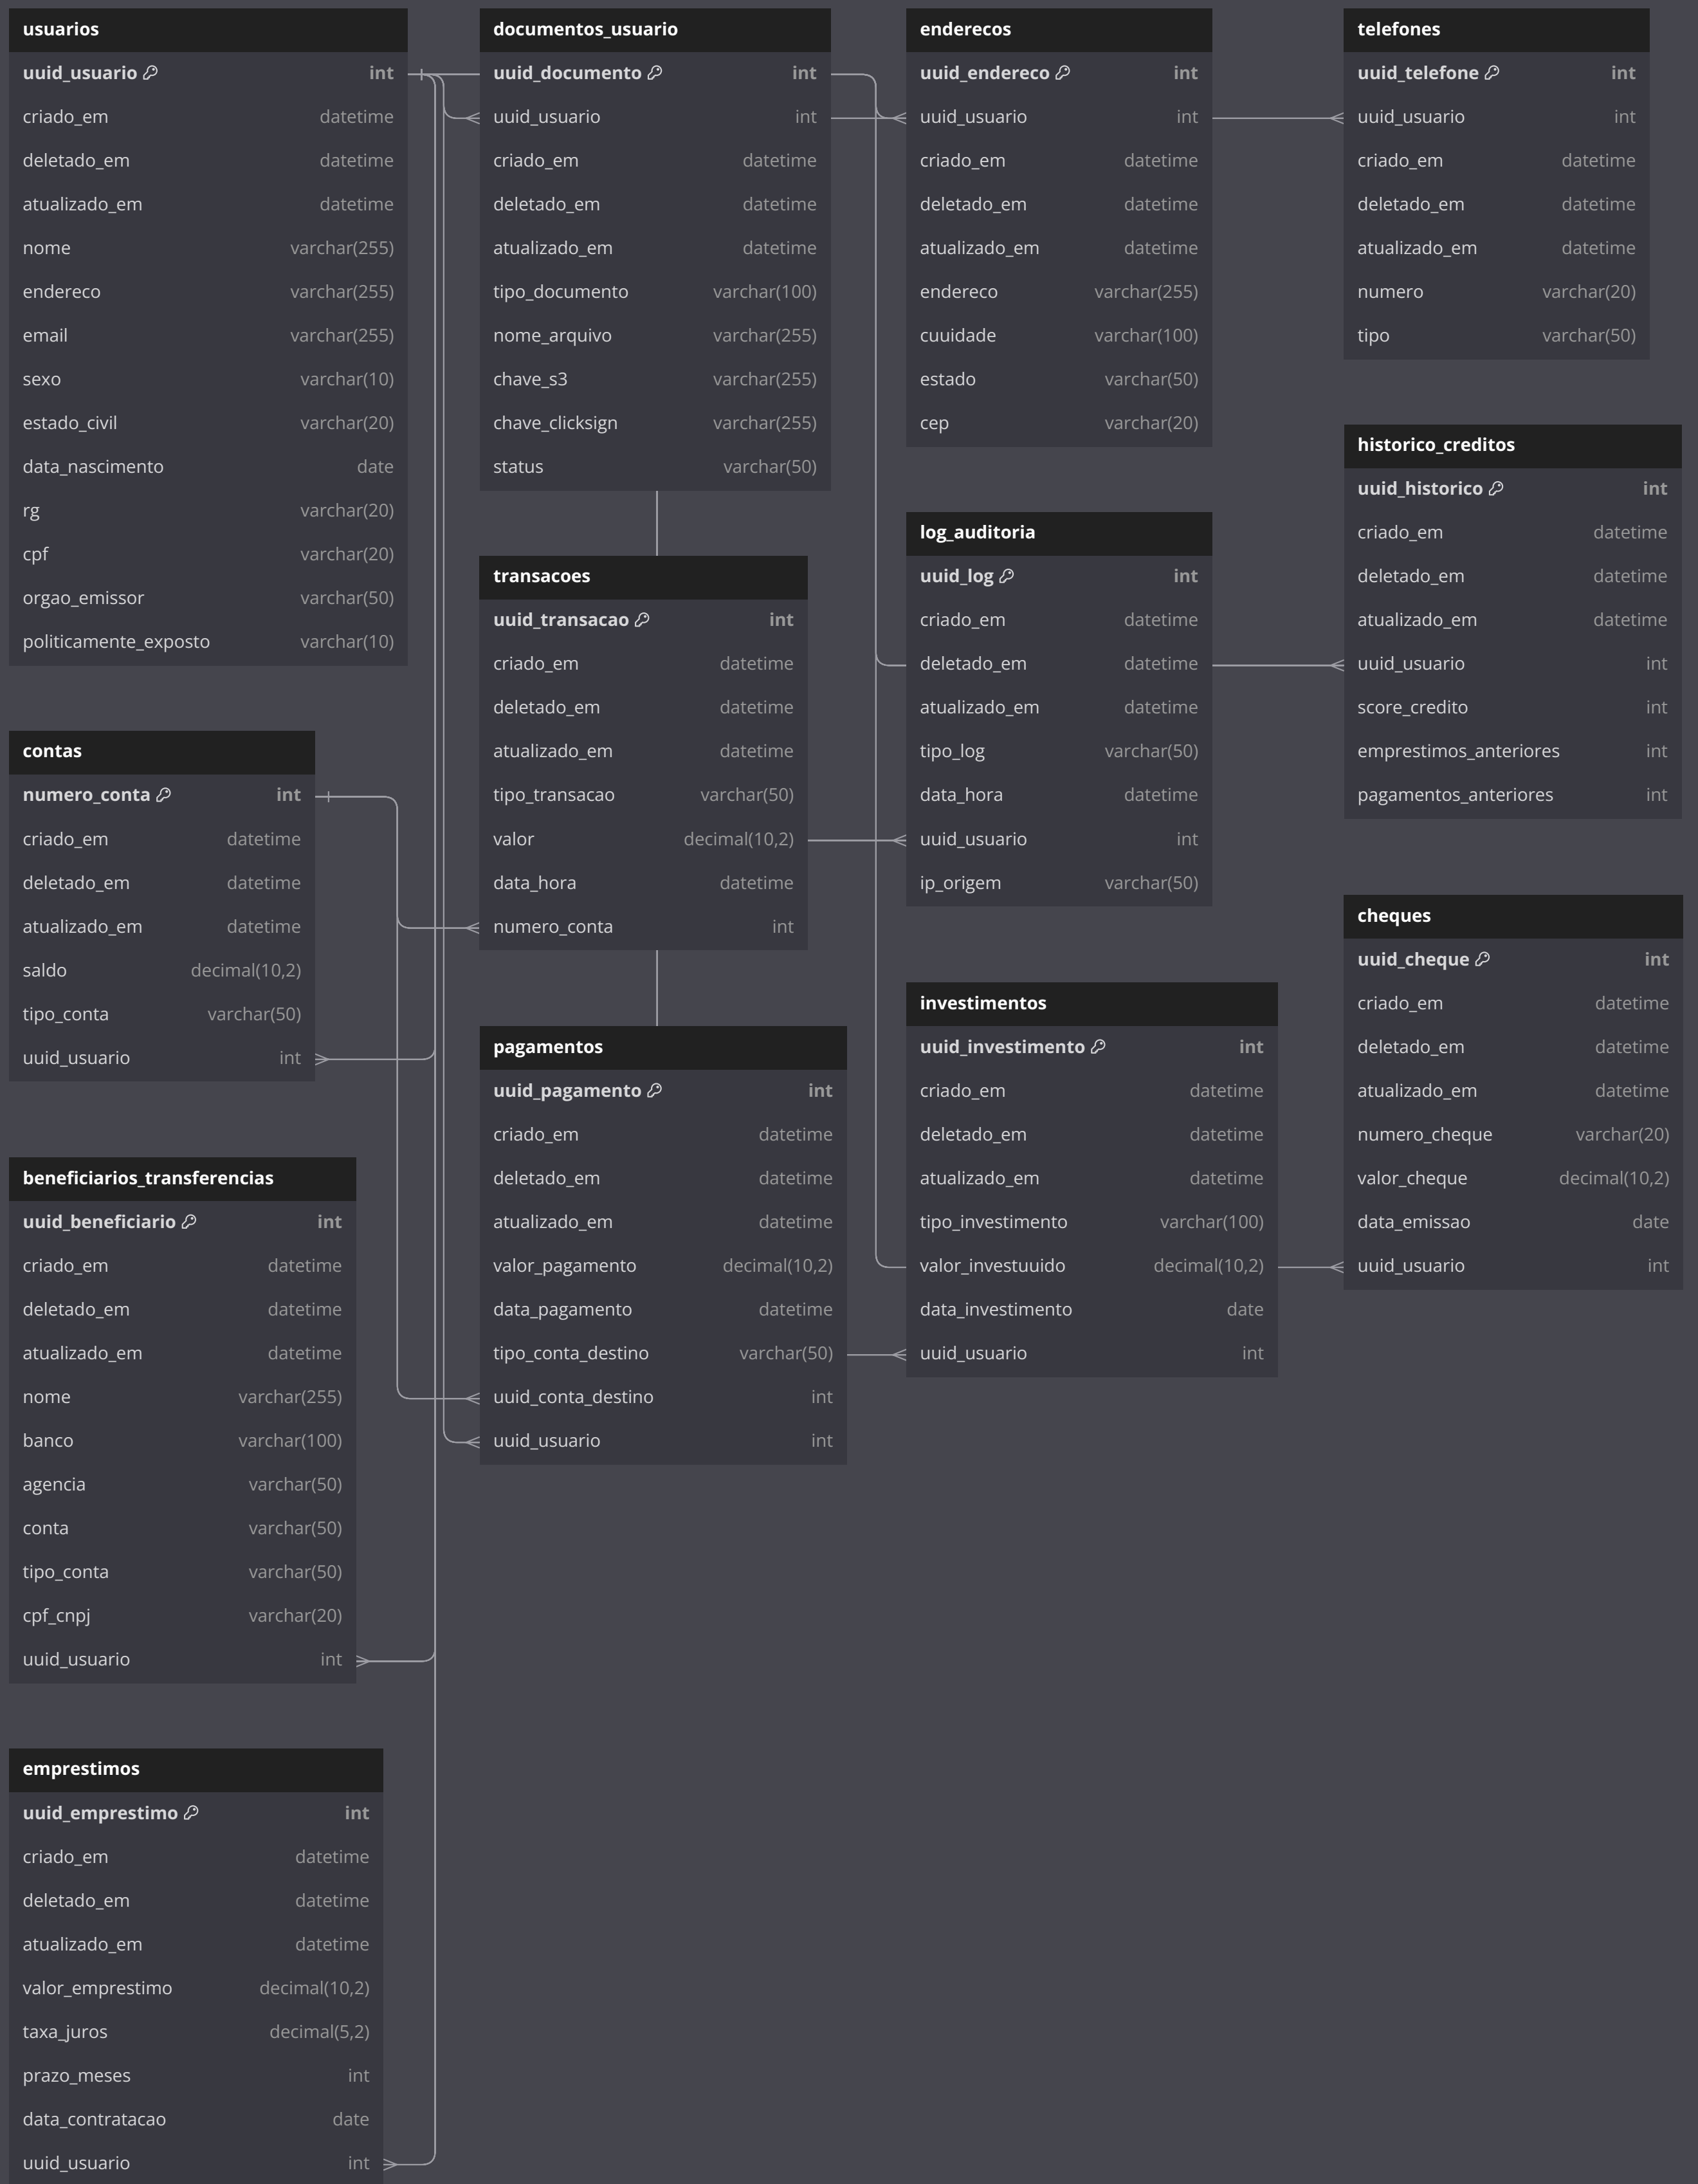 usuarios
uuid_usuario int
criado_em datetime
deletado_em datetime
atualizado_em datetime
nome varchar(255)
endereco varchar(255)
email varchar(255)
sexo varchar(10)
estado_civil varchar(20)
data_nascimento date
rg varchar(20)
cpf varchar(20)
orgao_emissor varchar(50)
politicamente_exposto varchar(10)
contas
numero_conta int
criado_em datetime
deletado_em datetime
atualizado_em datetime
saldo decimal(10,2)
tipo_conta varchar(50)
uuid_usuario int
beneficiarios_transferencias
uuid_beneficiario int
criado_em datetime
deletado_em datetime
atualizado_em datetime
nome varchar(255)
banco varchar(100)
agencia varchar(50)
conta varchar(50)
tipo_conta varchar(50)
cpf_cnpj varchar(20)
uuid_usuario int
emprestimos
uuid_emprestimo int
criado_em datetime
deletado_em datetime
atualizado_em datetime
valor_emprestimo decimal(10,2)
taxa_juros decimal(5,2)
prazo_meses int
data_contratacao date
uuid_usuario int
documentos_usuario
uuid_documento int
uuid_usuario int
criado_em datetime
deletado_em datetime
atualizado_em datetime
tipo_documento varchar(100)
nome_arquivo varchar(255)
chave_s3 varchar(255)
chave_clicksign varchar(255)
status varchar(50)
transacoes
uuid_transacao int
criado_em datetime
deletado_em datetime
atualizado_em datetime
tipo_transacao varchar(50)
valor decimal(10,2)
data_hora datetime
numero_conta int
pagamentos
uuid_pagamento int
criado_em datetime
deletado_em datetime
atualizado_em datetime
valor_pagamento decimal(10,2)
data_pagamento datetime
tipo_conta_destino varchar(50)
uuid_conta_destino int
uuid_usuario int
enderecos
uuid_endereco int
uuid_usuario int
criado_em datetime
deletado_em datetime
atualizado_em datetime
endereco varchar(255)
cuuidade varchar(100)
estado varchar(50)
cep varchar(20)
log_auditoria
uuid_log int
criado_em datetime
deletado_em datetime
atualizado_em datetime
tipo_log varchar(50)
data_hora datetime
uuid_usuario int
ip_origem varchar(50)
investimentos
uuid_investimento int
criado_em datetime
deletado_em datetime
atualizado_em datetime
tipo_investimento varchar(100)
valor_investuuido decimal(10,2)
data_investimento date
uuid_usuario int
telefones
uuid_telefone int
uuid_usuario int
criado_em datetime
deletado_em datetime
atualizado_em datetime
numero varchar(20)
tipo varchar(50)
historico_creditos
uuid_historico int
criado_em datetime
deletado_em datetime
atualizado_em datetime
uuid_usuario int
score_credito int
emprestimos_anteriores int
pagamentos_anteriores int
cheques
uuid_cheque int
criado_em datetime
deletado_em datetime
atualizado_em datetime
numero_cheque varchar(20)
valor_cheque decimal(10,2)
data_emissao date
uuid_usuario int